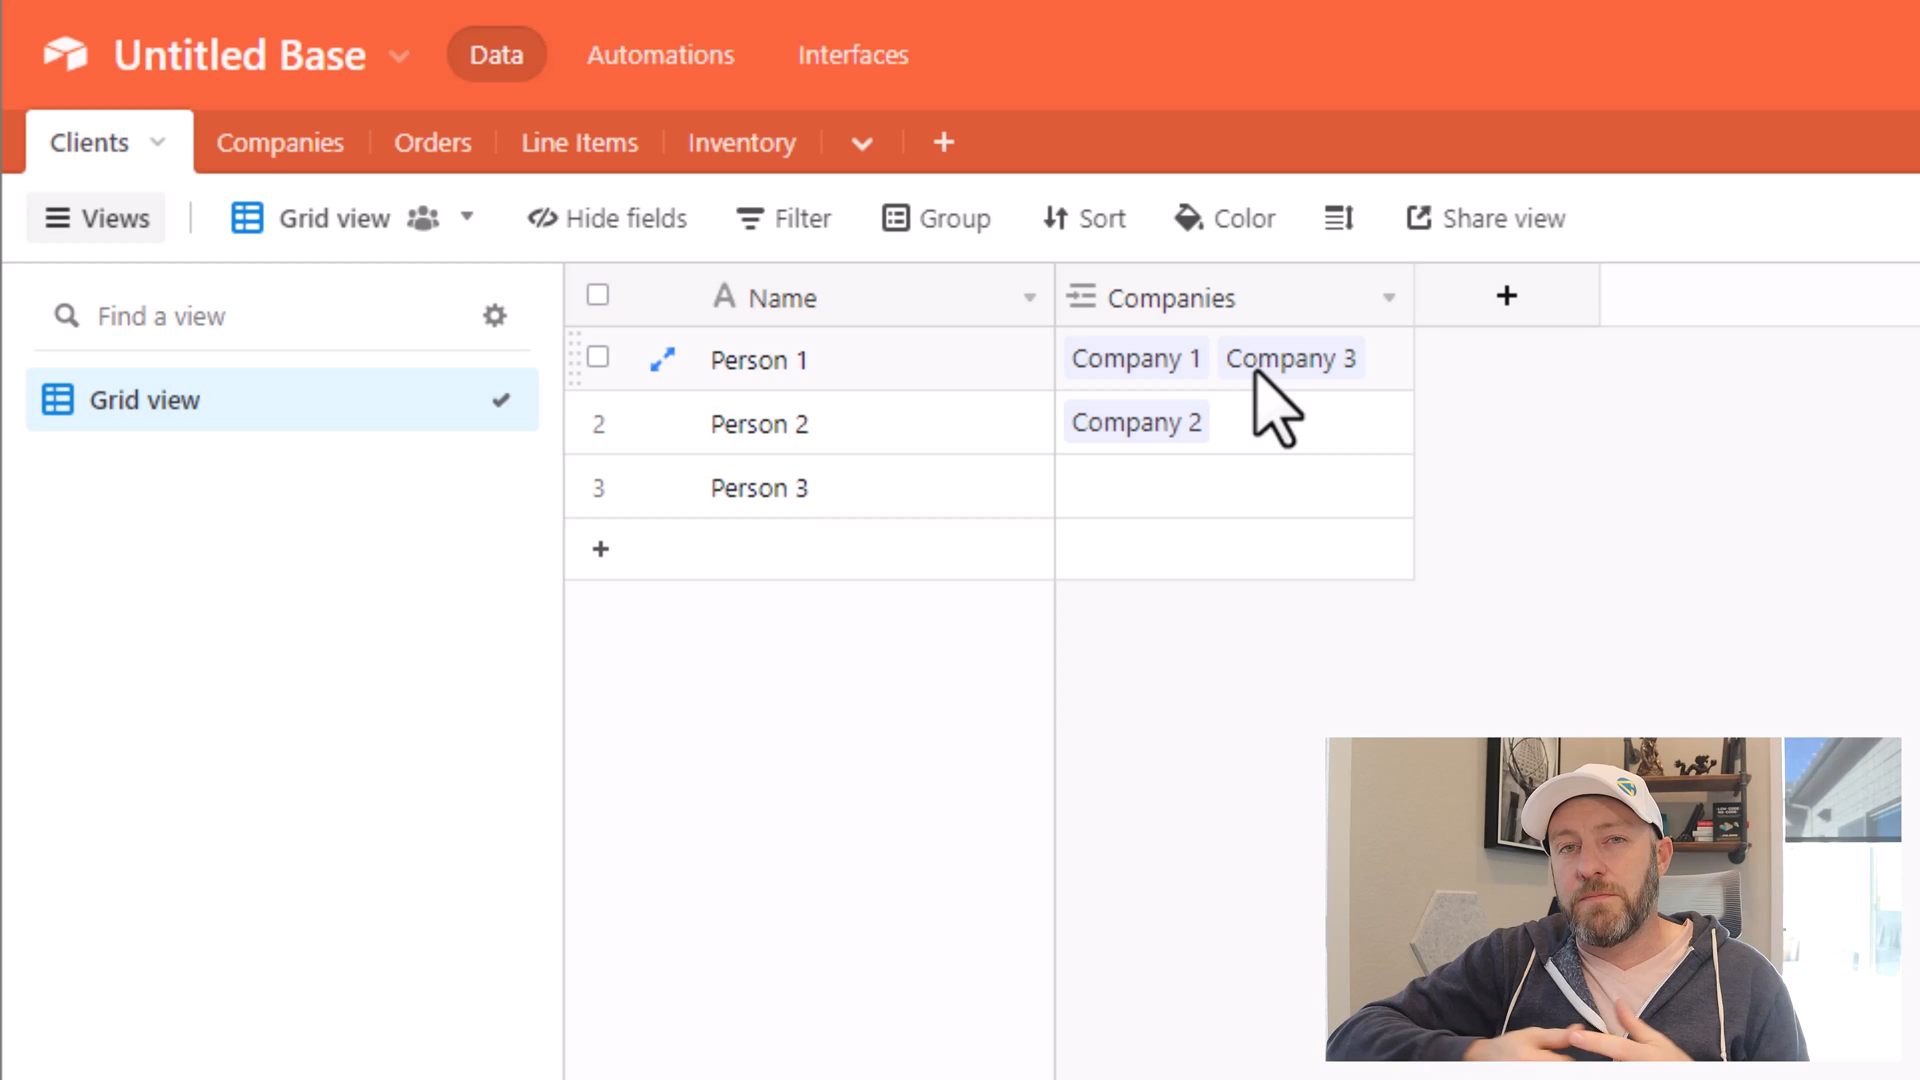 Untitled Base Data Automations Interfaces
Clients Companies Orders Line Items Inventory +
Views Grid view Hide fields Filter Group Sort Color Share view
Find a view
Grid view
Name Companies +
Person 1 Company 1 Company 3
2 Person 2 Company 2
3 Person 3
+